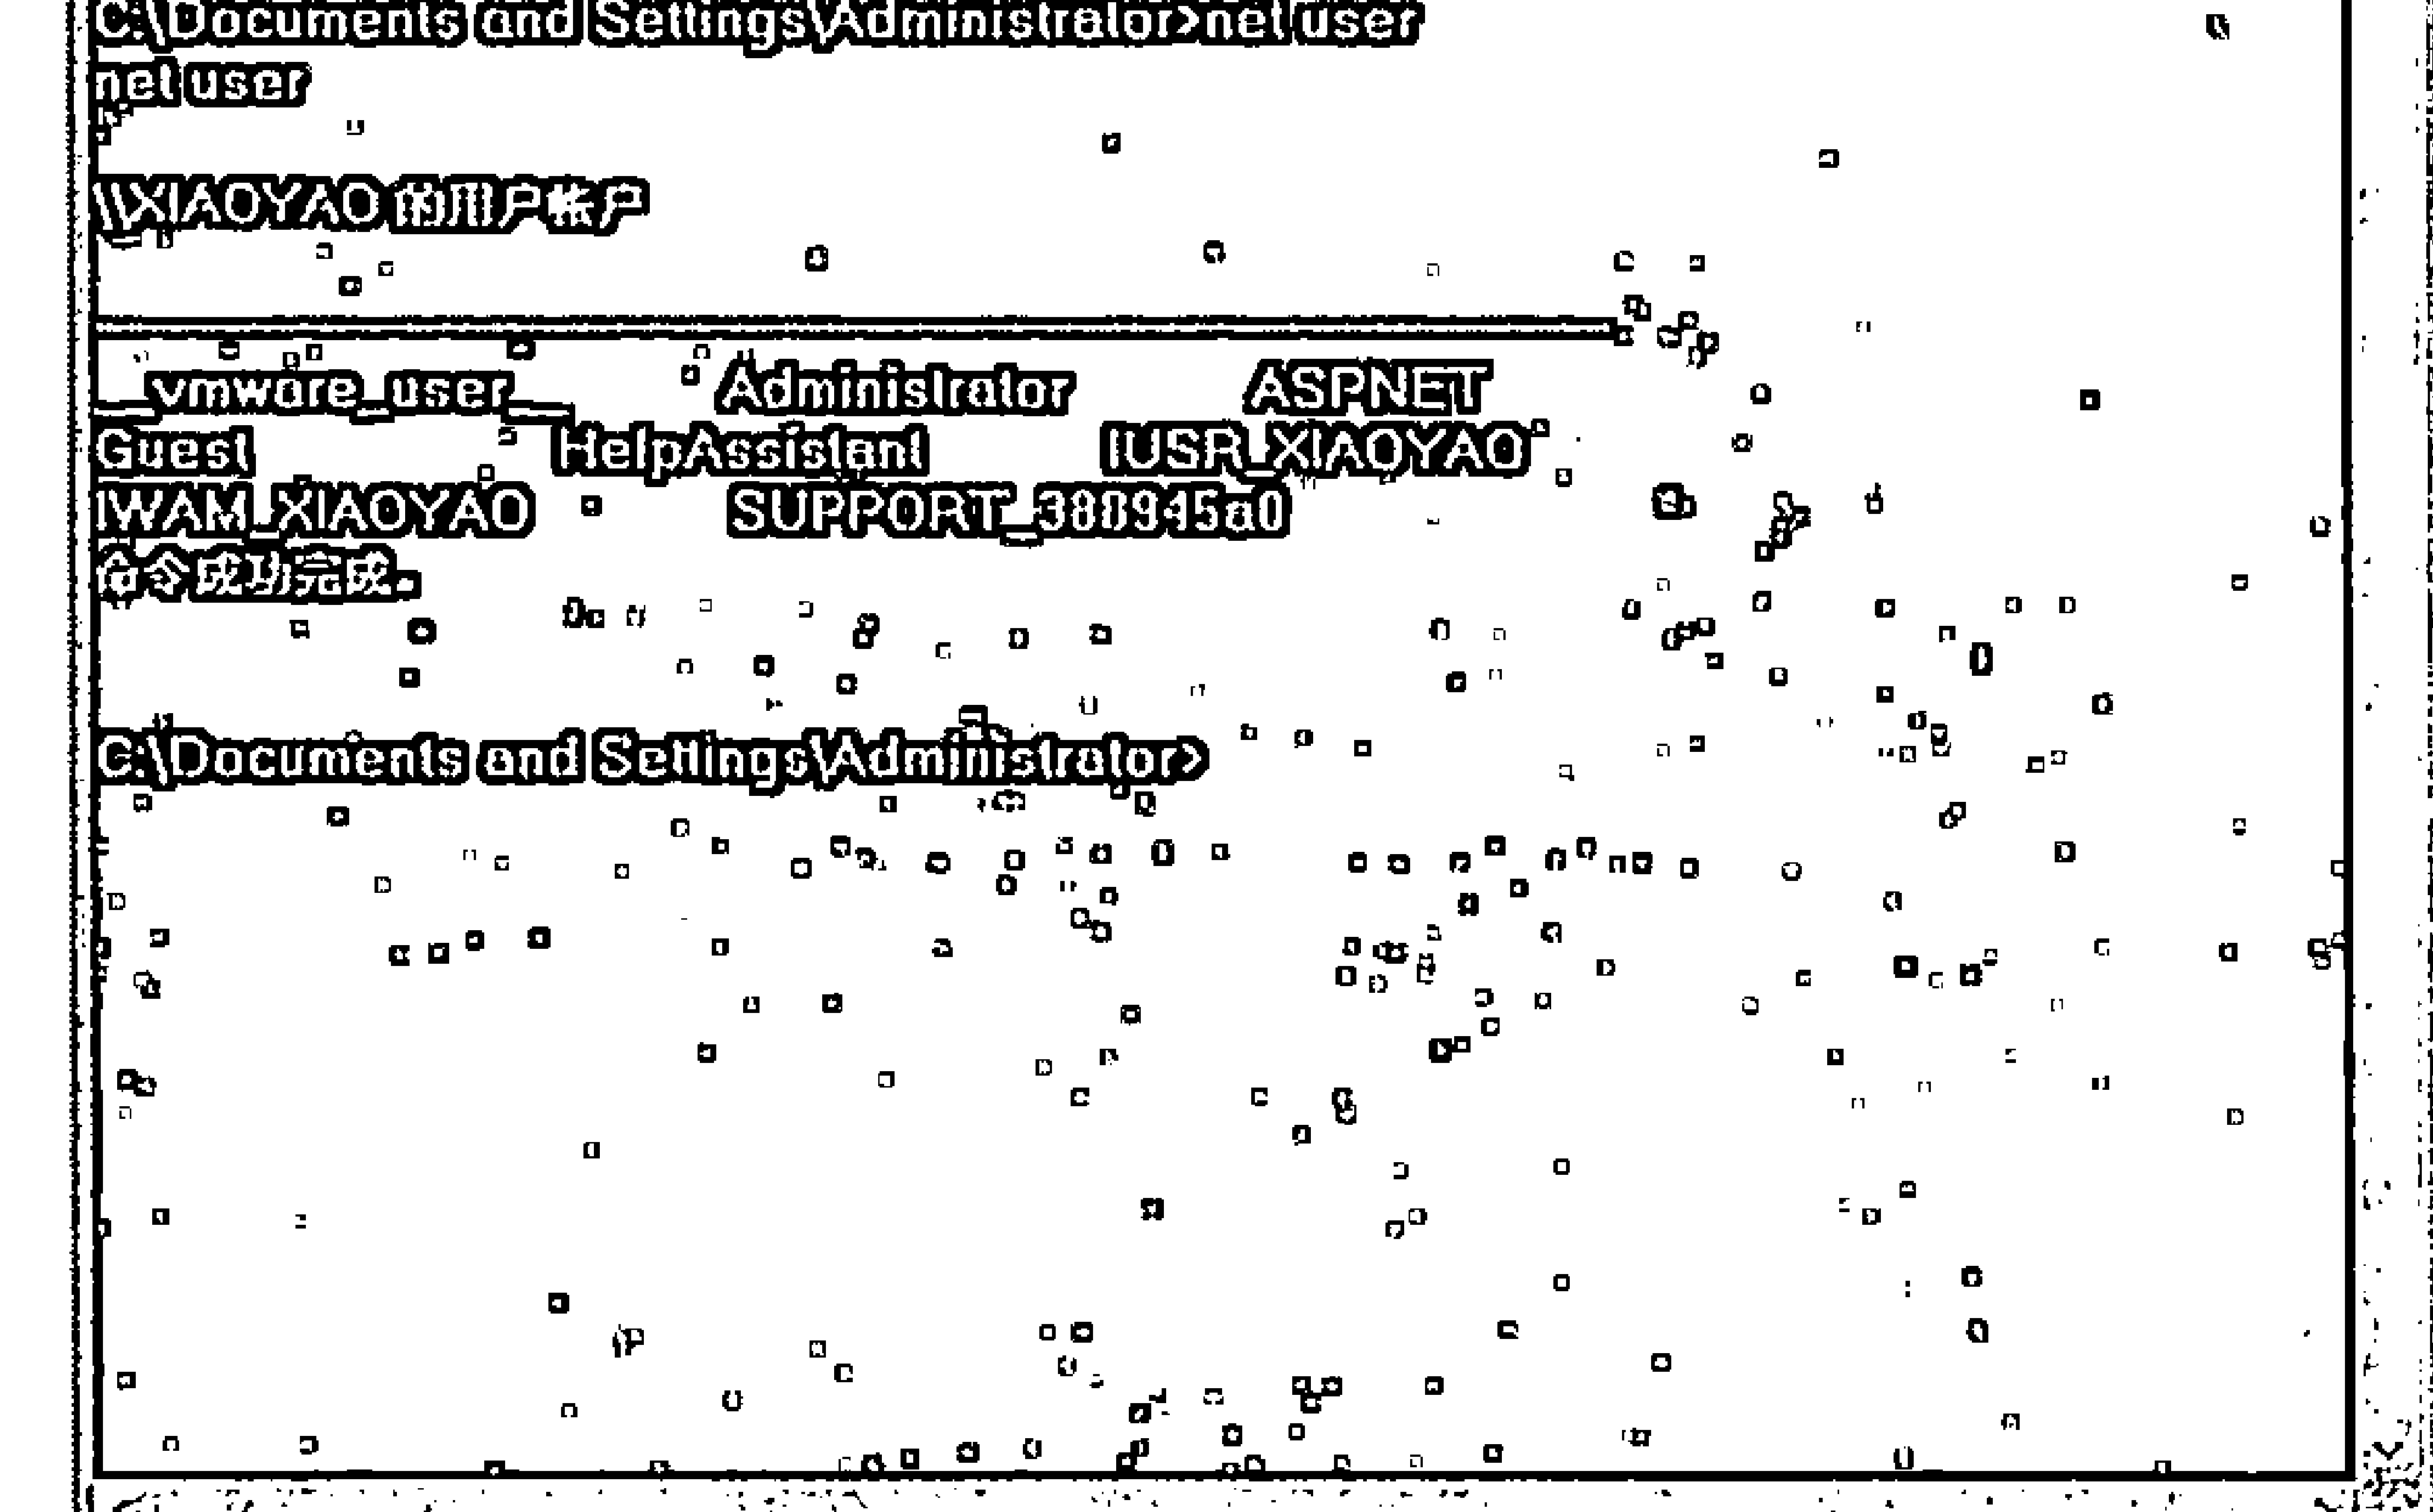 C:\Documents and Settings\Administrator>net user
net user
\\XIAOYAO 的用户帐户
__vmware_user__ Administrator ASPNET
Guest HelpAssistant IUSR_XIAOYAO
IWAM_XIAOYAO SUPPORT_388945a0
命令成功完成。
C:\Documents and Settings\Administrator>